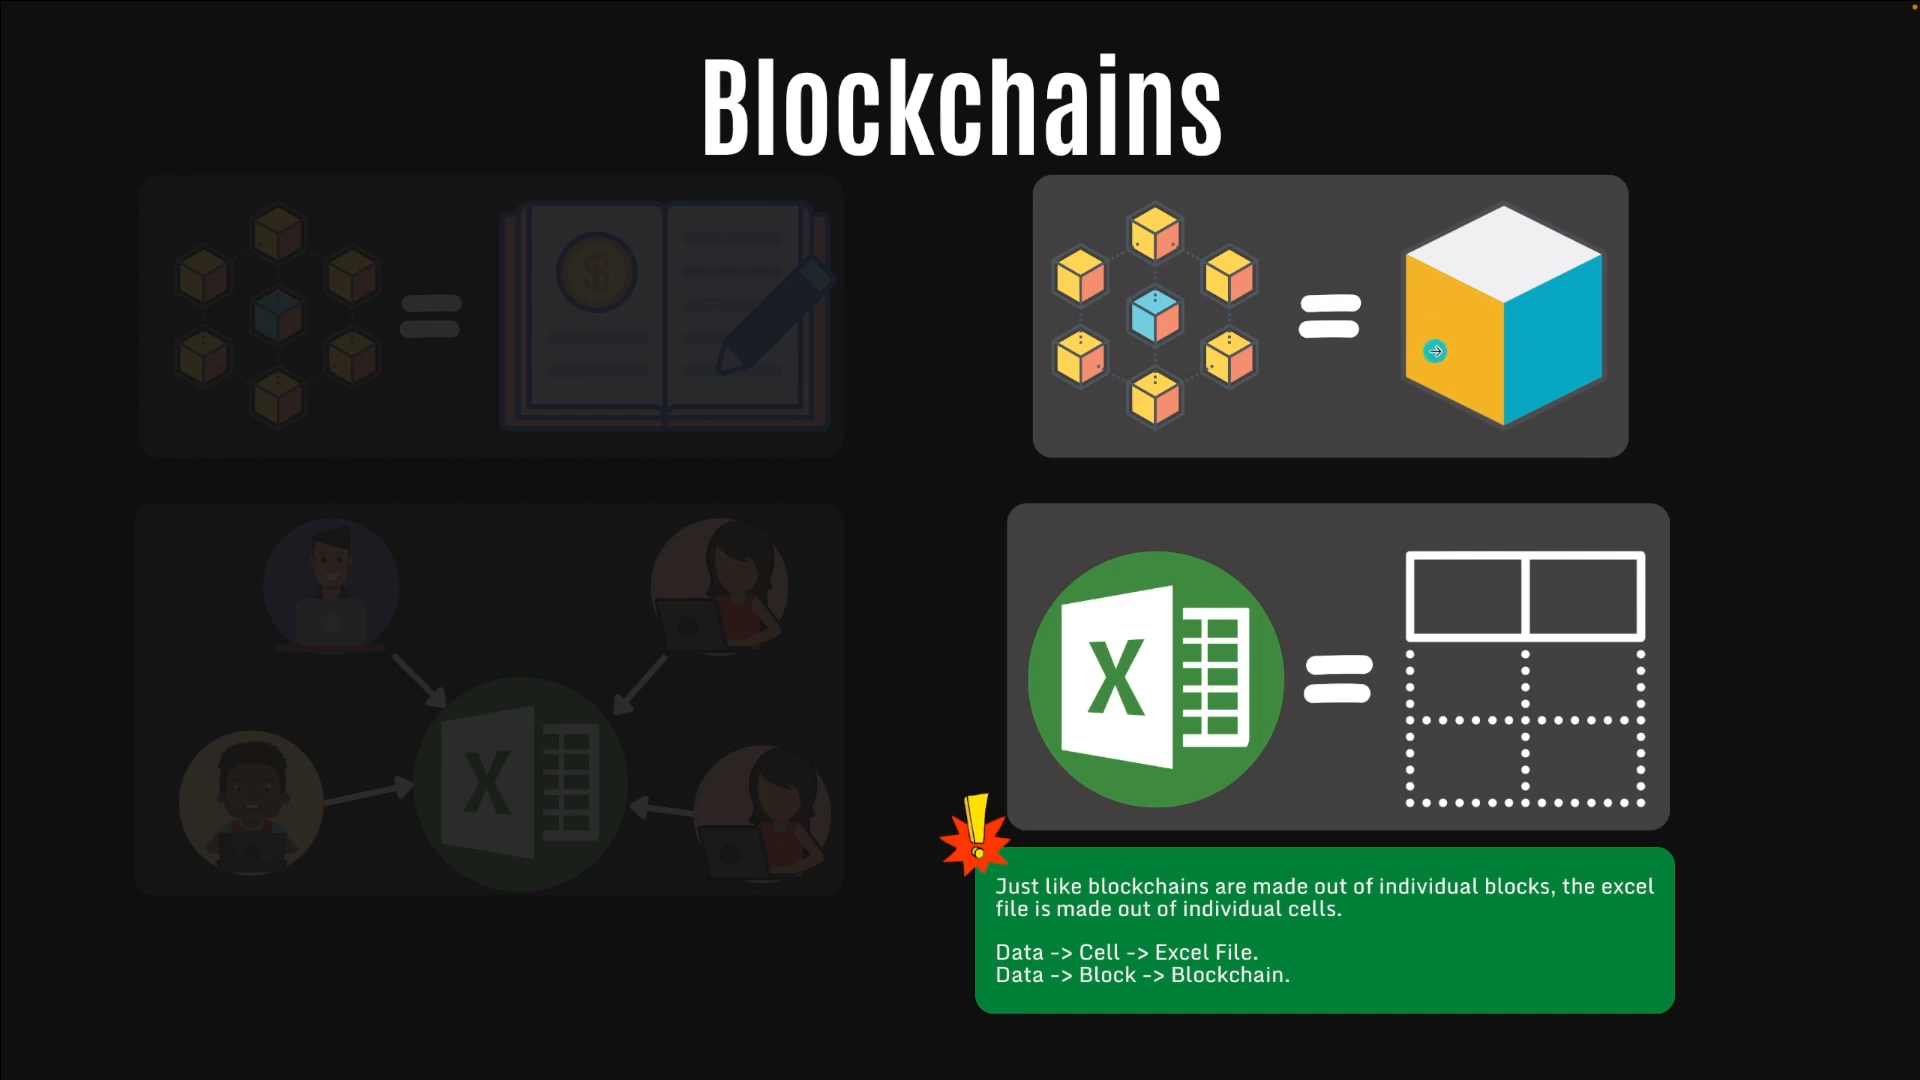 Blockchains
$
X
X
Just like blockchains are made out of individual blocks, the excel
file is made out of individual cells.
Data -> Cell -> Excel File.
Data -> Block -> Blockchain.